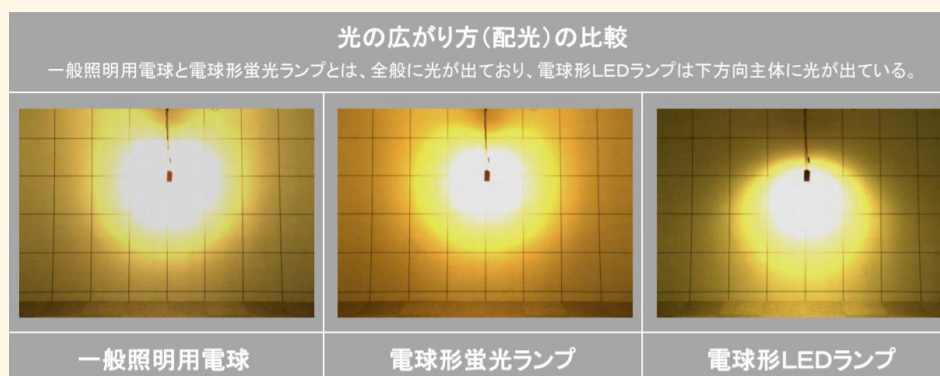 光の広がり方(配光)の比較
一般照明用電球と電球形蛍光ランプとは、全般に光が出ており、電球形LEDランプは下方向主体に光が出ている。
一般照明用電球
電球形蛍光ランプ
電球形LEDランプ